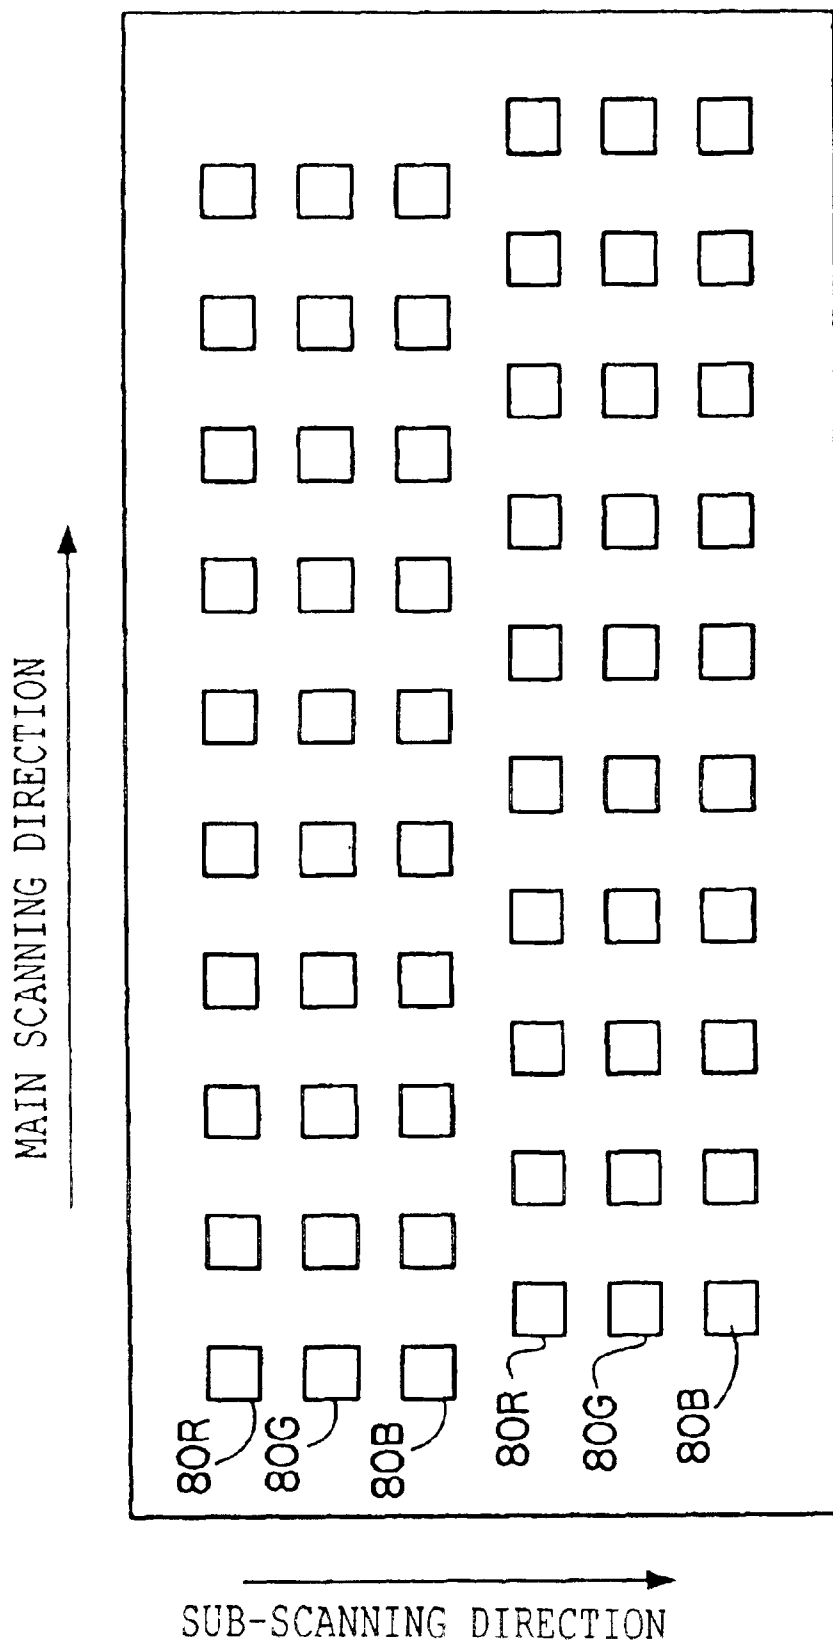 MAIN SCANNING DIRECTION
80R
80G
80B
80R
80G
80B
SUB-SCANNING DIRECTION